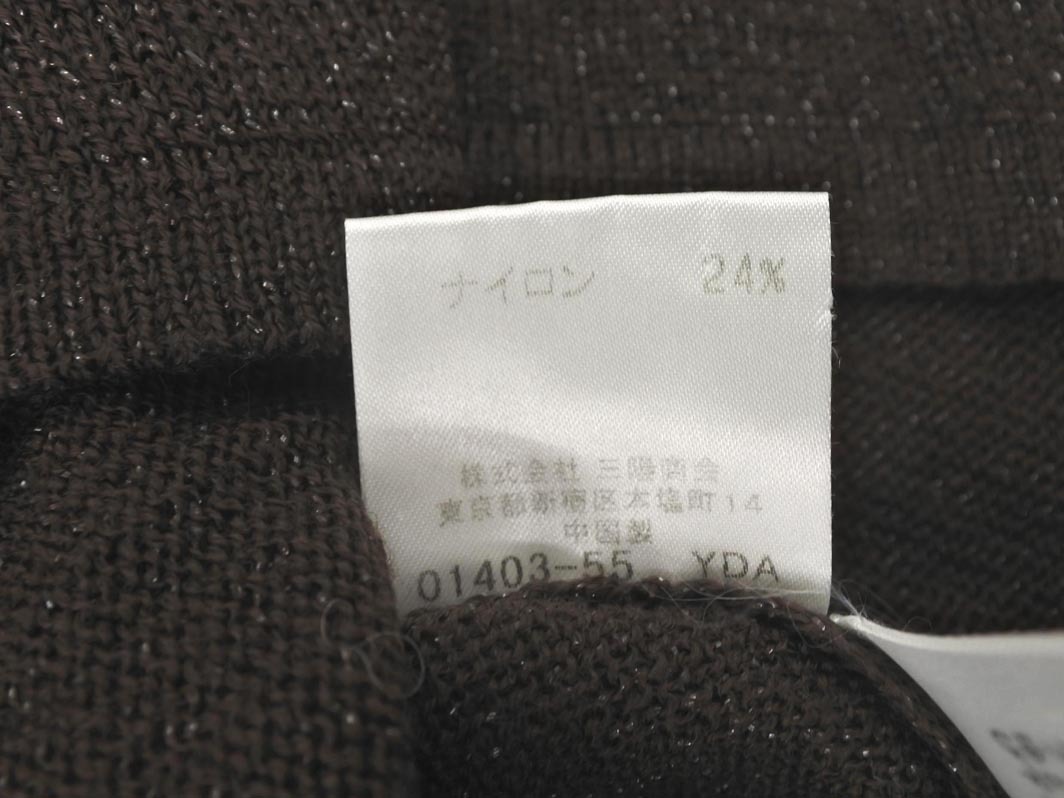 ナイロン 24%
株式会社 三陽商会
東京都新宿区本塩町14
中国製
01403-55 YDA